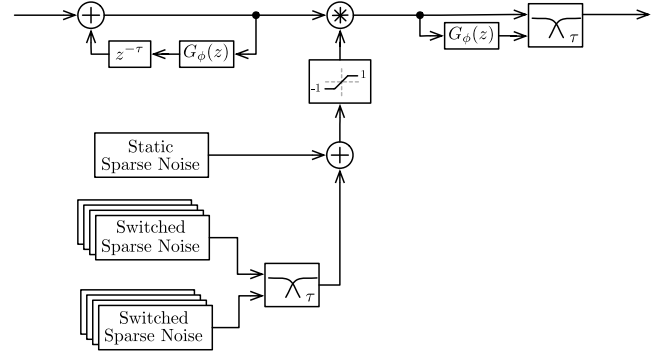 z^{-τ}
G_φ(z)
G_φ(z)
τ
-1
1
Static
Sparse Noise
Switched
Sparse Noise
τ
Switched
Sparse Noise